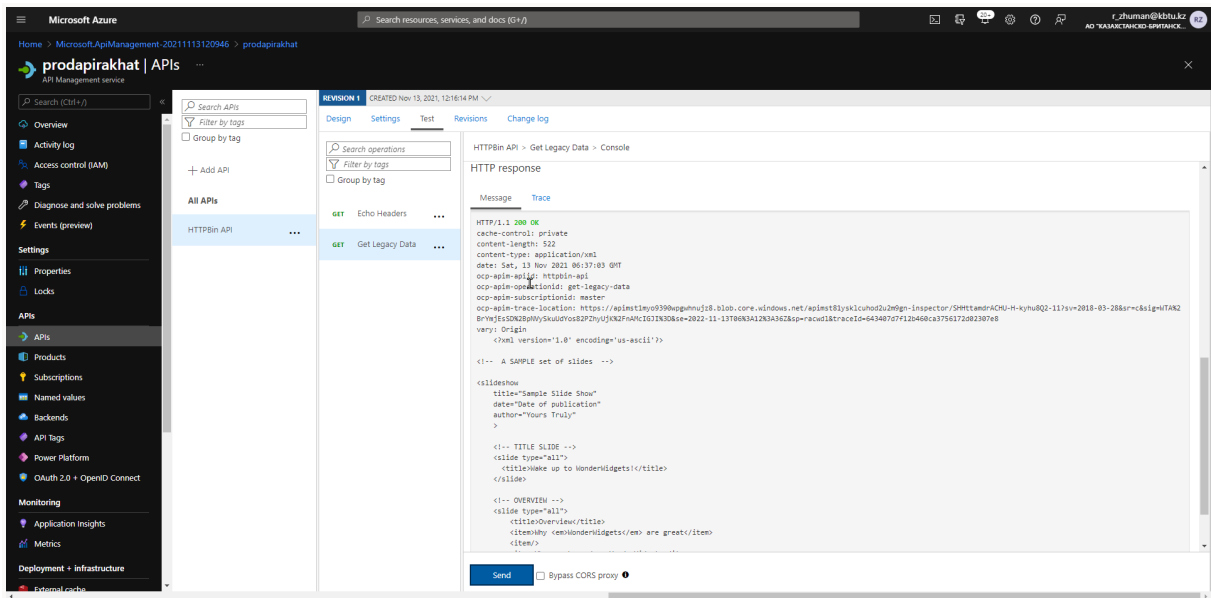 Microsoft Azure
Search resources, services, and docs (G+/)
20+
r_zhuman@kbtu.kz
АО "КАЗАХСТАНСКО-БРИТАНСК...
RZ
Home > Microsoft.ApiManagement-20211113120946 > prodapirakhat
prodapirakhat | APIs ...
API Management service
Search (Ctrl+/)
Overview
Activity log
Access control (IAM)
Tags
Diagnose and solve problems
Events (preview)
Settings
Properties
Locks
APIs
APIs
Products
Subscriptions
Named values
Backends
API Tags
Power Platform
OAuth 2.0 + OpenID Connect
Monitoring
Application Insights
Metrics
Deployment + infrastructure
External cache
Search APIs
Filter by tags
Group by tag
+ Add API
All APIs
HTTPBin API ...
REVISION 1 CREATED Nov 13, 2021, 12:16:14 PM
Design Settings Test Revisions Change log
Search operations
Filter by tags
Group by tag
GET Echo Headers ...
GET Get Legacy Data ...
HTTPBin API > Get Legacy Data > Console
HTTP response
Message Trace
HTTP/1.1 200 OK
cache-control: private
content-length: 522
content-type: application/xml
date: Sat, 13 Nov 2021 06:37:03 GMT
ocp-apim-apiid: httpbin-api
ocp-apim-operationid: get-legacy-data
ocp-apim-subscriptionid: master
ocp-apim-trace-location:
vary: Origin
<?xml version='1.0' encoding='us-ascii'?>
<!-- A SAMPLE set of slides -->
<slideshow
title="Sample Slide Show"
date="Date of publication"
author="Yours Truly"
>
<!-- TITLE SLIDE -->
<slide type="all">
<title>Wake up to WonderWidgets!</title>
</slide>
<!-- OVERVIEW -->
<slide type="all">
<title>Overview</title>
<item>Why <em>WonderWidgets</em> are great</item>
<item/>
Send
Bypass CORS proxy